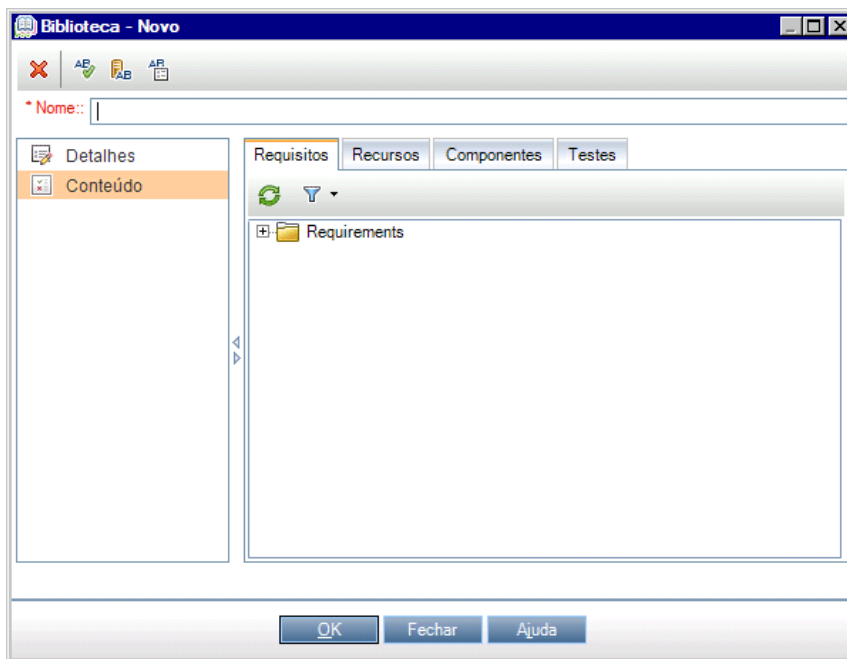 Biblioteca - Novo
* Nome::
Detalhes
Conteúdo
Requisitos Recursos Componentes Testes
Requirements
OK Fechar Ajuda